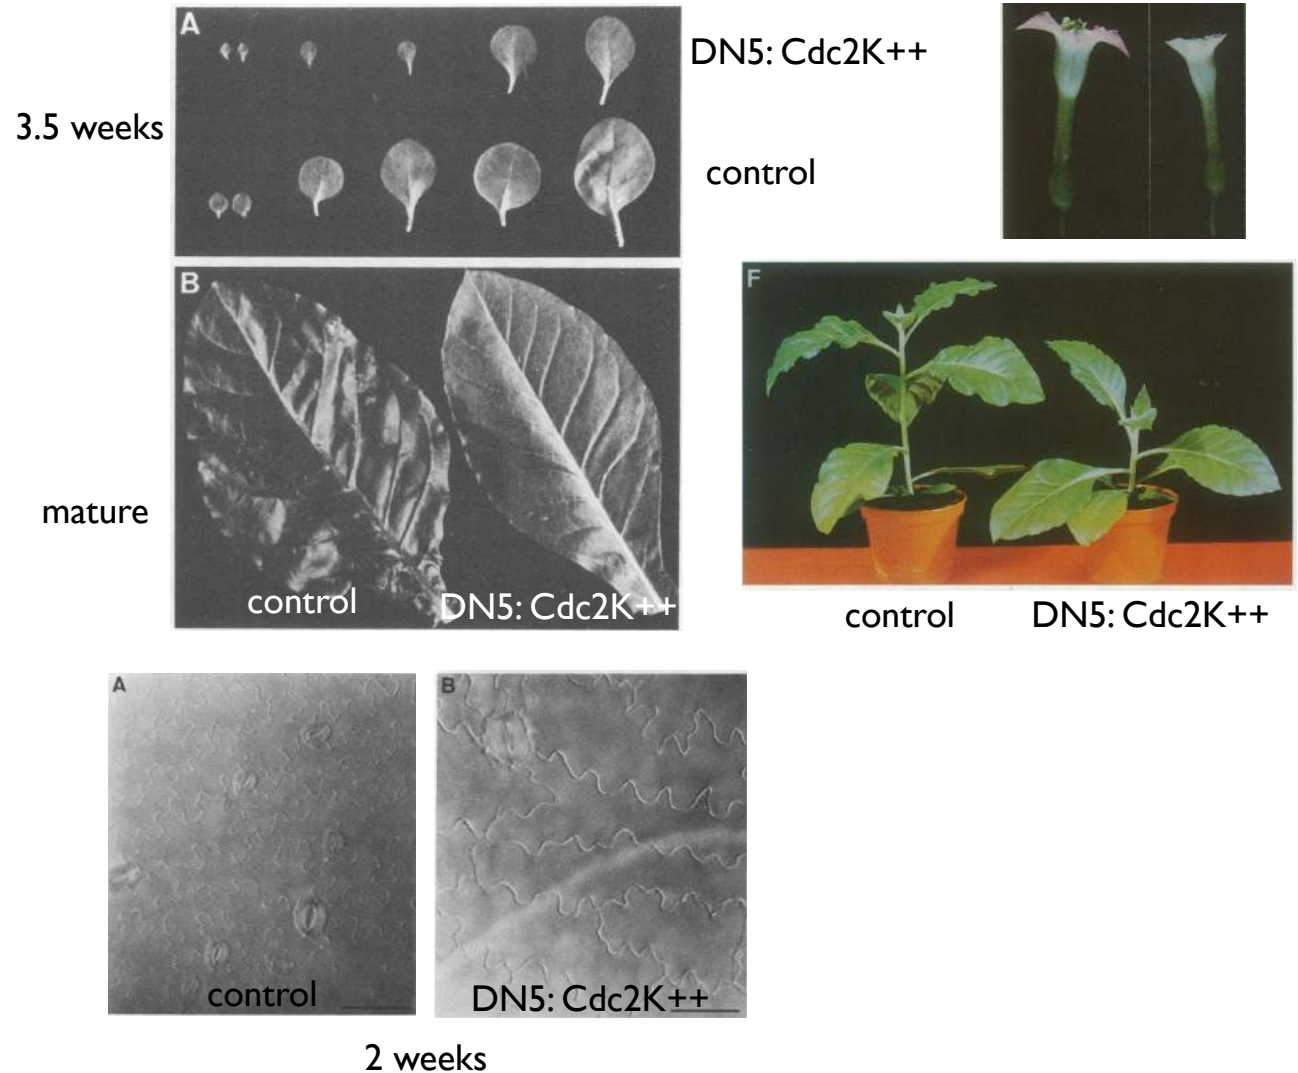 A
DN5: Cdc2K++
3.5 weeks
control
B
F
mature
control
DN5: Cdc2K++
control
DN5: Cdc2K++
A
B
control
DN5: Cdc2K++
2 weeks